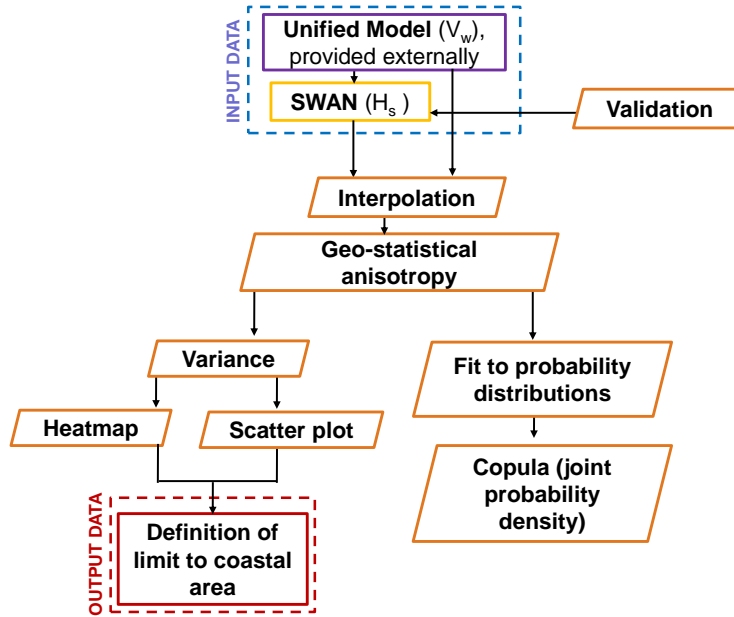 INPUT DATA
Unified Model (Vw),
provided externally
SWAN (Hs )
Validation
Interpolation
Geo-statistical
anisotropy
Variance
Fit to probability
distributions
Heatmap
Scatter plot
Copula (joint
probability
density)
OUTPUT DATA
Definition of
limit to coastal
area